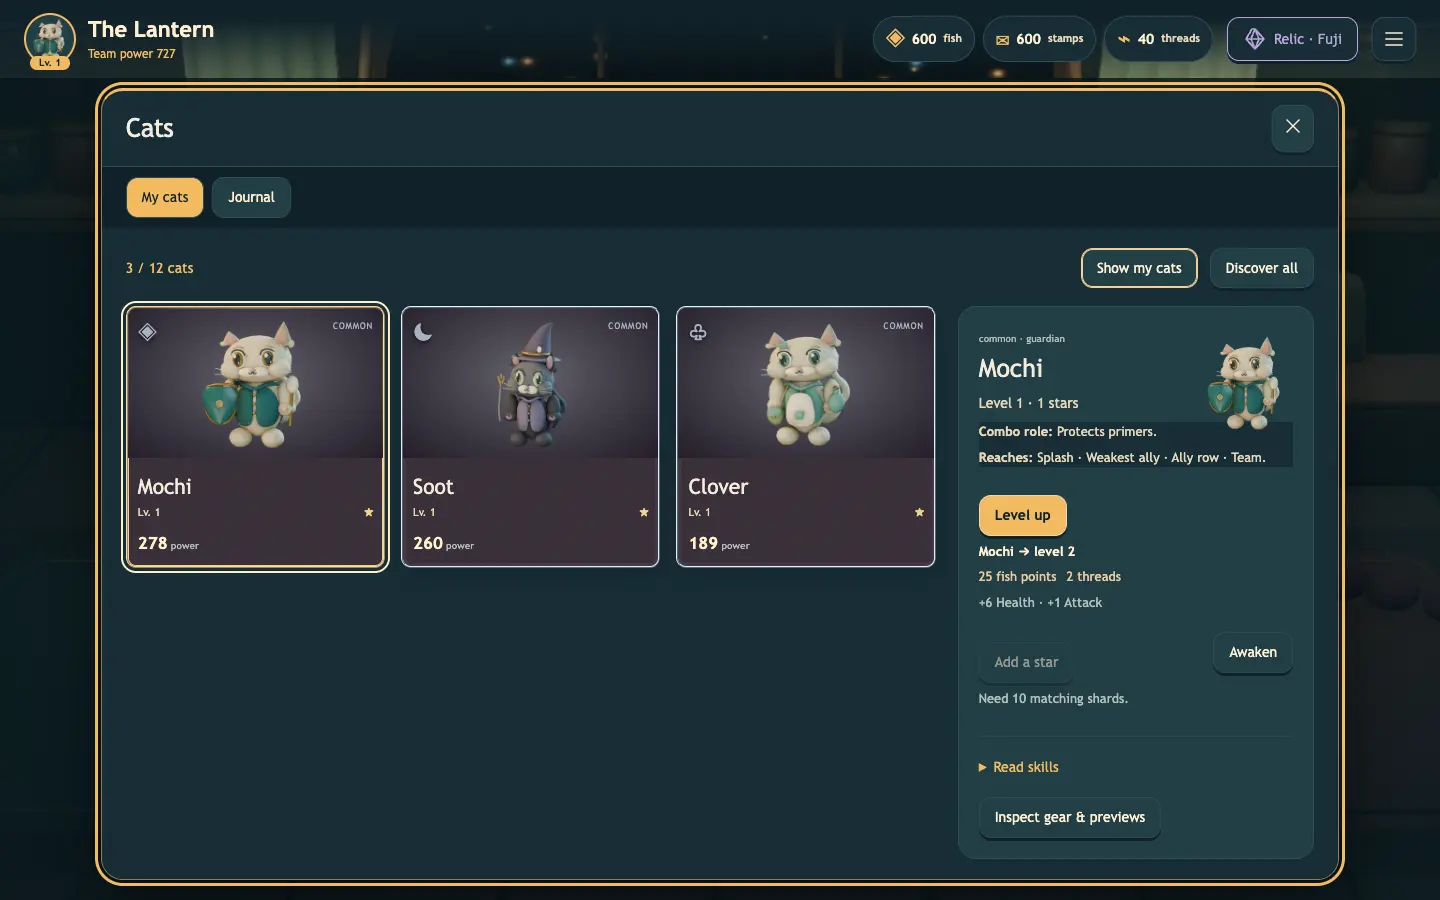 The Lantern
Team power 727
Lv. 1
600 fish
600 stamps
40 threads
Relic · Fuji
Cats
My cats
Journal
3 / 12 cats
Show my cats
Discover all
COMMON
Mochi
Lv. 1
278 power
COMMON
Soot
Lv. 1
260 power
COMMON
Clover
Lv. 1
189 power
common · guardian
Mochi
Level 1 · 1 stars
Combo role: Protects primers.
Reaches: Splash · Weakest ally · Ally row · Team.
Level up
Mochi → level 2
25 fish points 2 threads
+6 Health · +1 Attack
Add a star
Awaken
Need 10 matching shards.
Read skills
Inspect gear & previews